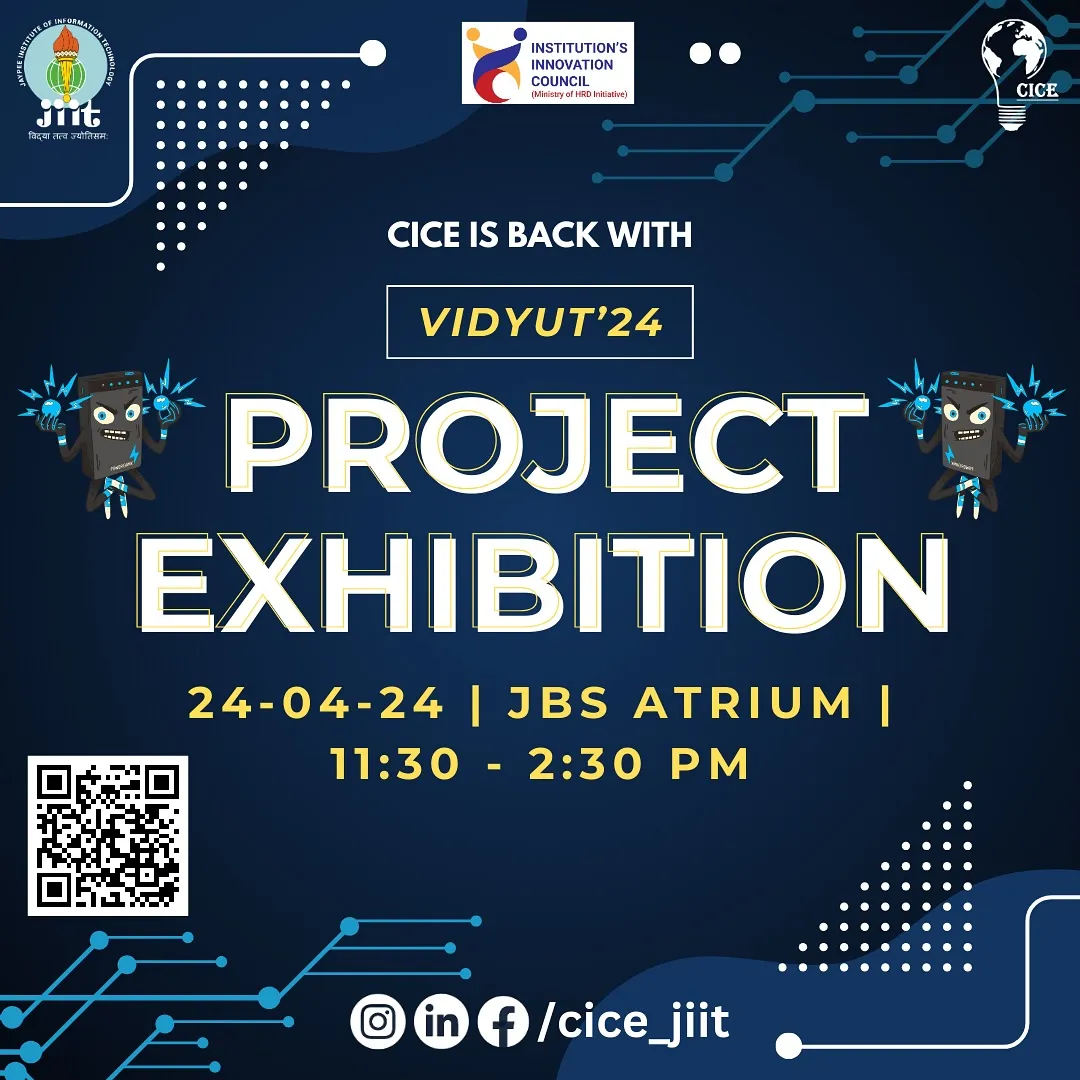 JAYPEE INSTITUTE OF INFORMATION TECHNOLOGY
jiit
विद्या तत्व ज्योतिसमः
INSTITUTION'S
INNOVATION
COUNCIL
(Ministry of HRD Initiative)
CICE
CICE IS BACK WITH
VIDYUT’24
PROJECT
EXHIBITION
24-04-24 | JBS ATRIUM |
11:30 - 2:30 PM
/cice_jiit